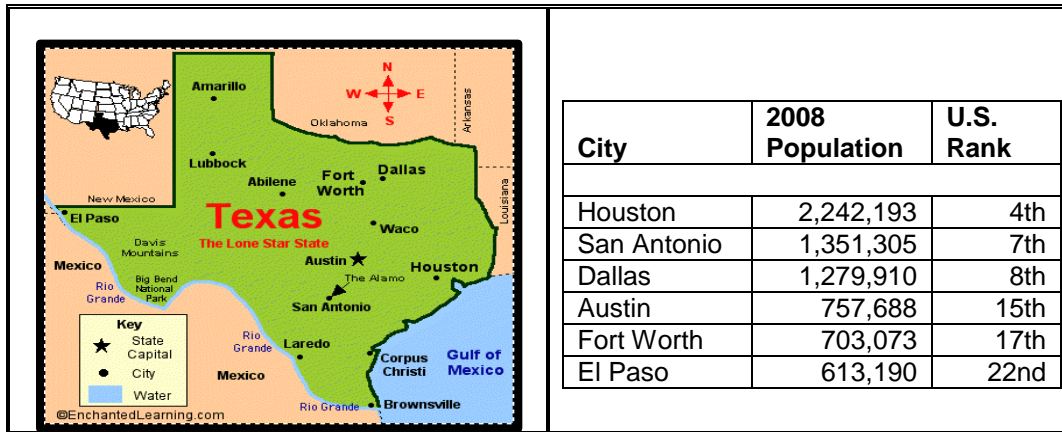 N
W E
S
Amarillo
Oklahoma
Arkansas
Lubbock
Abilene
Fort
Worth
Dallas
New Mexico
El Paso
Texas
The Lone Star State
Waco
Louisiana
Davis
Mountains
Austin
Mexico
Big Bend
National
Park
Rio
Grande
The Alamo
Houston
San Antonio
Key
State
Capital
City
Water
Rio
Grande
Laredo
Mexico
Corpus
Christi
Gulf of
Mexico
Rio Grande
Brownsville
©EnchantedLearning.com
City 2008 Population U.S. Rank
Houston 2,242,193 4th
San Antonio 1,351,305 7th
Dallas 1,279,910 8th
Austin 757,688 15th
Fort Worth 703,073 17th
El Paso 613,190 22nd